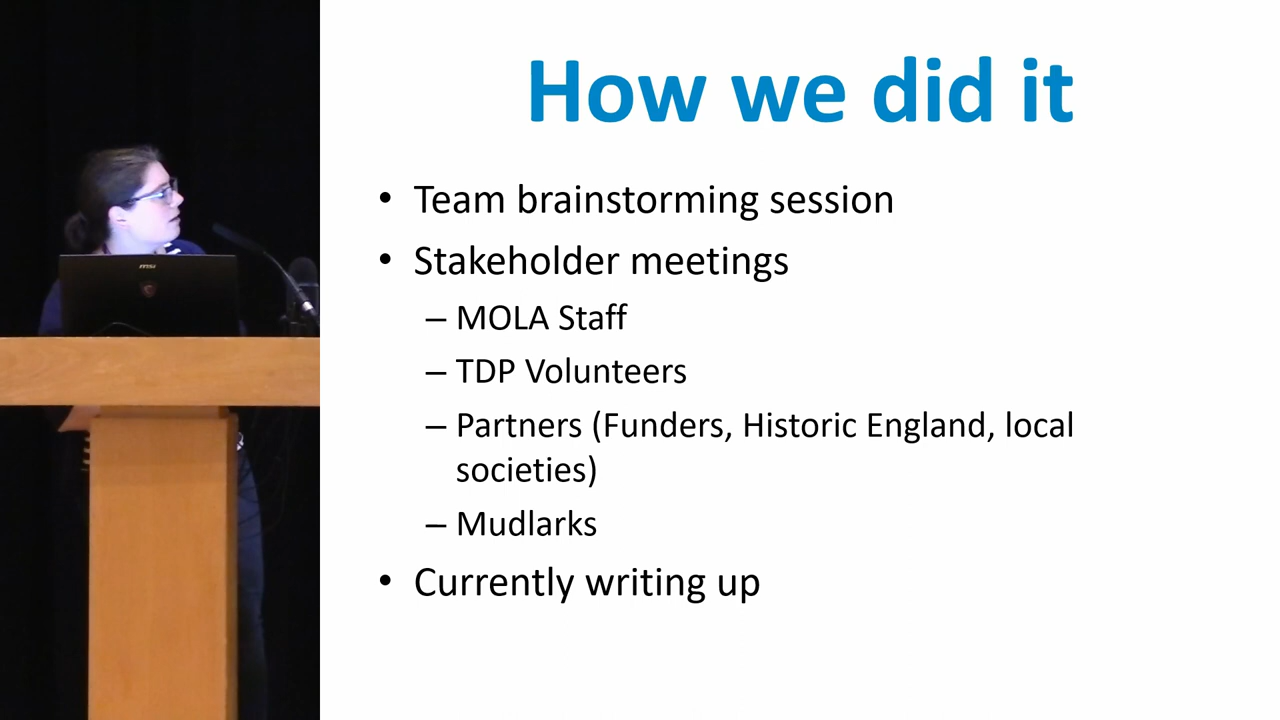 How we did it
• Team brainstorming session
• Stakeholder meetings
– MOLA Staff
– TDP Volunteers
– Partners (Funders, Historic England, local
societies)
– Mudlarks
• Currently writing up
msi